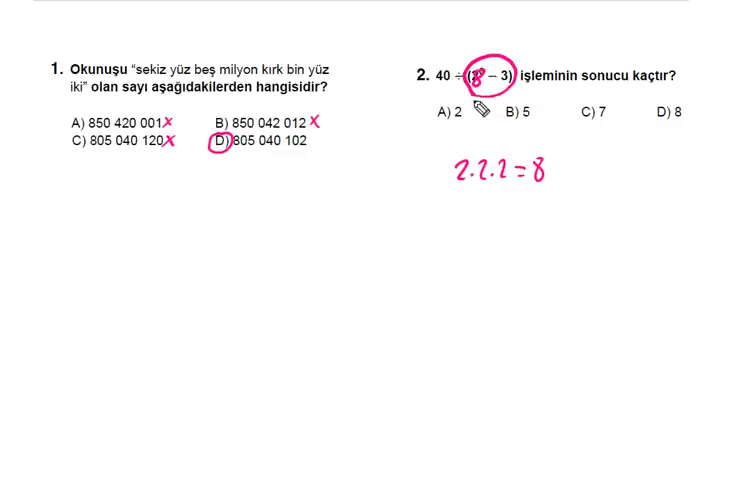 1. Okunuşu “sekiz yüz beş milyon kırk bin yüz
iki” olan sayı aşağıdakilerden hangisidir?
A) 850 420 001 x
B) 850 042 012 x
C) 805 040 120 x
D) 805 040 102
2. 40 ÷ (8 − 3) işleminin sonucu kaçtır?
A) 2
B) 5
C) 7
D) 8
2.2.2=8